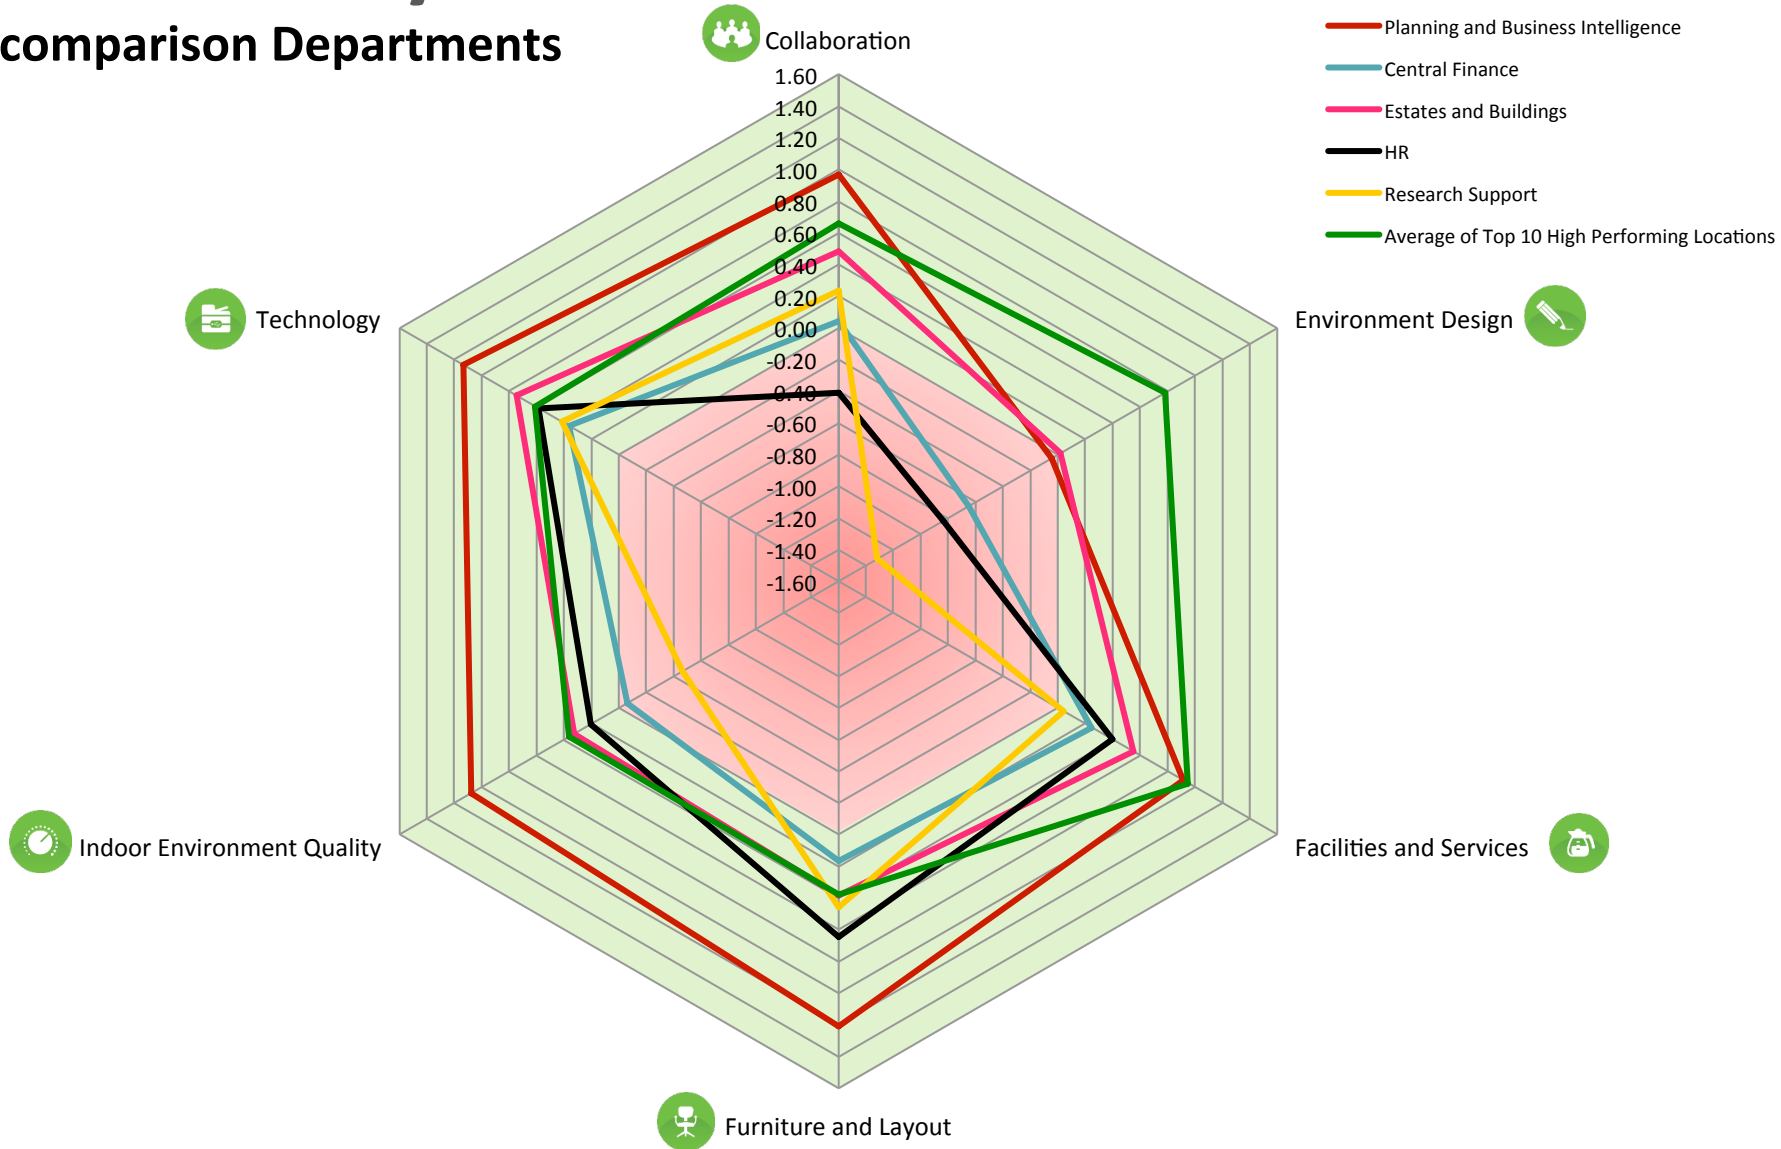 comparison Departments
Collaboration
1.60
1.40
1.20
1.00
0.80
0.60
0.40
0.20
0.00
-0.20
-0.40
-0.60
-0.80
-1.00
-1.20
-1.40
-1.60
Planning and Business Intelligence
Central Finance
Estates and Buildings
HR
Research Support
Average of Top 10 High Performing Locations
Technology
Environment Design
Indoor Environment Quality
Facilities and Services
Furniture and Layout